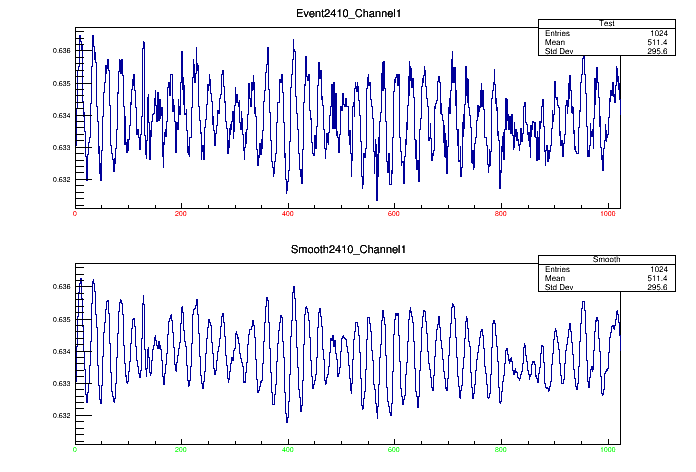 Event2410_Channel1
Test
Entries 1024
Mean 511.4
Std Dev 295.6
0.636
0.635
0.634
0.633
0.632
0 200 400 600 800 1000
Smooth2410_Channel1
Smooth
Entries 1024
Mean 511.4
Std Dev 295.6
0.636
0.635
0.634
0.633
0.632
0 200 400 600 800 1000